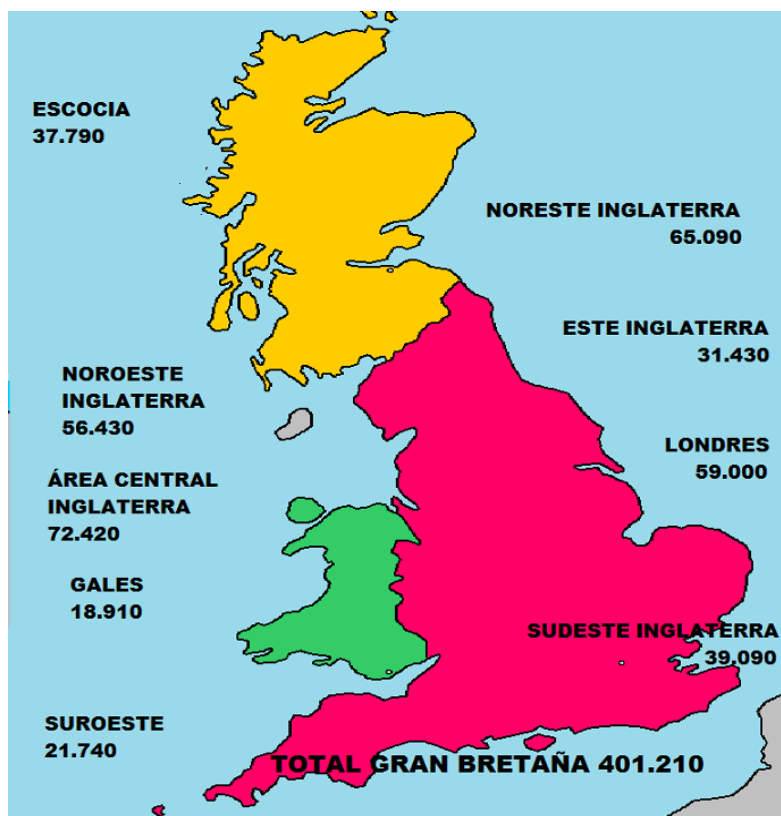 ESCOCIA
37.790
NORESTE INGLATERRA
65.090
ESTE INGLATERRA
31.430
NOROESTE
INGLATERRA
56.430
LONDRES
59.000
ÁREA CENTRAL
INGLATERRA
72.420
GALES
18.910
SUDESTE INGLATERRA
39.090
SUROESTE
21.740
TOTAL GRAN BRETAÑA 401.210